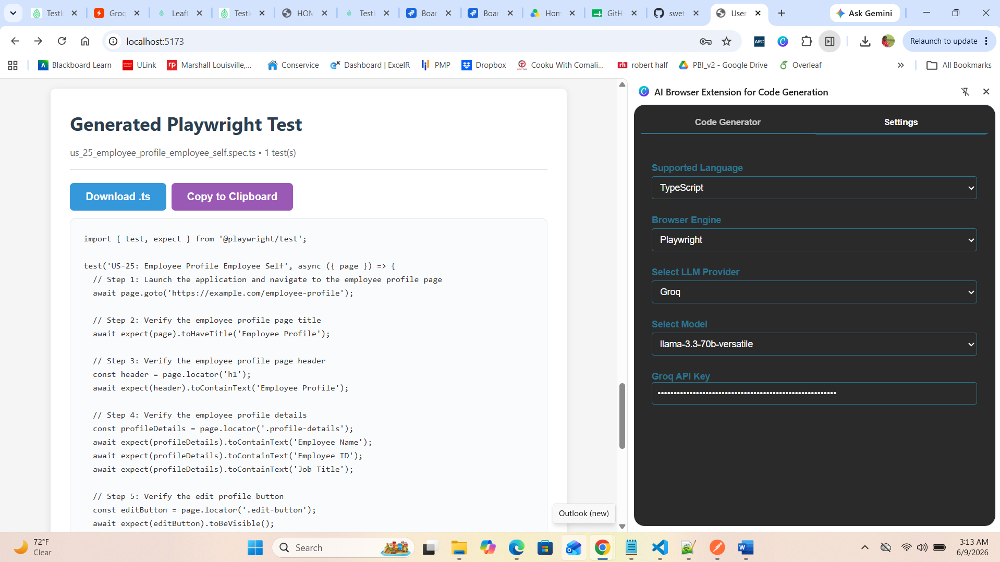 Testl
Groq
Leaft
Testl
HOM
Testl
Boar
Boar
Hom
GitH
swet
User
Ask Gemini
localhost:5173
ARC
Relaunch to update
Blackboard Learn
ULink
Marshall Louisville,...
Conservice
Dashboard | ExcelR
PMP
Dropbox
Cooku With Comali...
robert half
PBI_v2 - Google Drive
Overleaf
All Bookmarks
Generated Playwright Test
us_25_employee_profile_employee_self.spec.ts • 1 test(s)
Download .ts
Copy to Clipboard
import { test, expect } from '@playwright/test';
test('US-25: Employee Profile Employee Self', async ({ page }) => {
// Step 1: Launch the application and navigate to the employee profile page
await page.goto('https://example.com/employee-profile');
// Step 2: Verify the employee profile page title
await expect(page).toHaveTitle('Employee Profile');
// Step 3: Verify the employee profile page header
const header = page.locator('h1');
await expect(header).toContainText('Employee Profile');
// Step 4: Verify the employee profile details
const profileDetails = page.locator('.profile-details');
await expect(profileDetails).toContainText('Employee Name');
await expect(profileDetails).toContainText('Employee ID');
await expect(profileDetails).toContainText('Job Title');
// Step 5: Verify the edit profile button
const editButton = page.locator('.edit-button');
await expect(editButton).toBeVisible();
Outlook (new)
AI Browser Extension for Code Generation
Code Generator
Settings
Supported Language
TypeScript
Browser Engine
Playwright
Select LLM Provider
Groq
Select Model
llama-3.3-70b-versatile
Groq API Key
72°F
Clear
Search
3:13 AM
6/9/2026